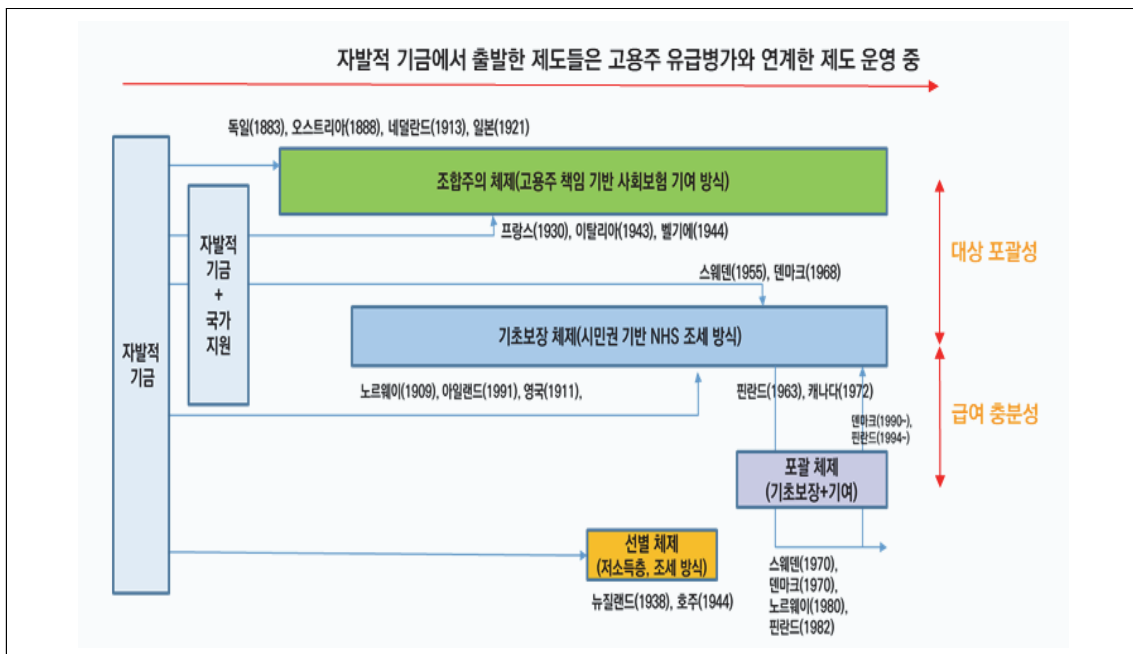 자발적 기금에서 출발한 제도들은 고용주 유급병가와 연계한 제도 운영 중
독일(1883), 오스트리아(1888), 네덜란드(1913), 일본(1921)
조합주의 체제(고용주 책임 기반 사회보험 기여 방식)
프랑스(1930), 이탈리아(1943), 벨기에(1944)
자발적
기금
+
국가
지원
대상 포괄성
스웨덴(1955), 덴마크(1968)
기초보장 체제(시민권 기반 NHS 조세 방식)
자발적
기금
노르웨이(1909), 아일랜드(1991), 영국(1911),
핀란드(1963), 캐나다(1972)
급여 충분성
덴마크(1990~),
핀란드(1994~)
포괄 체제
(기초보장+기여)
선별 체제
(저소득층, 조세 방식)
뉴질랜드(1938), 호주(1944)
스웨덴(1970),
덴마크(1970),
노르웨이(1980),
핀란드(1982)